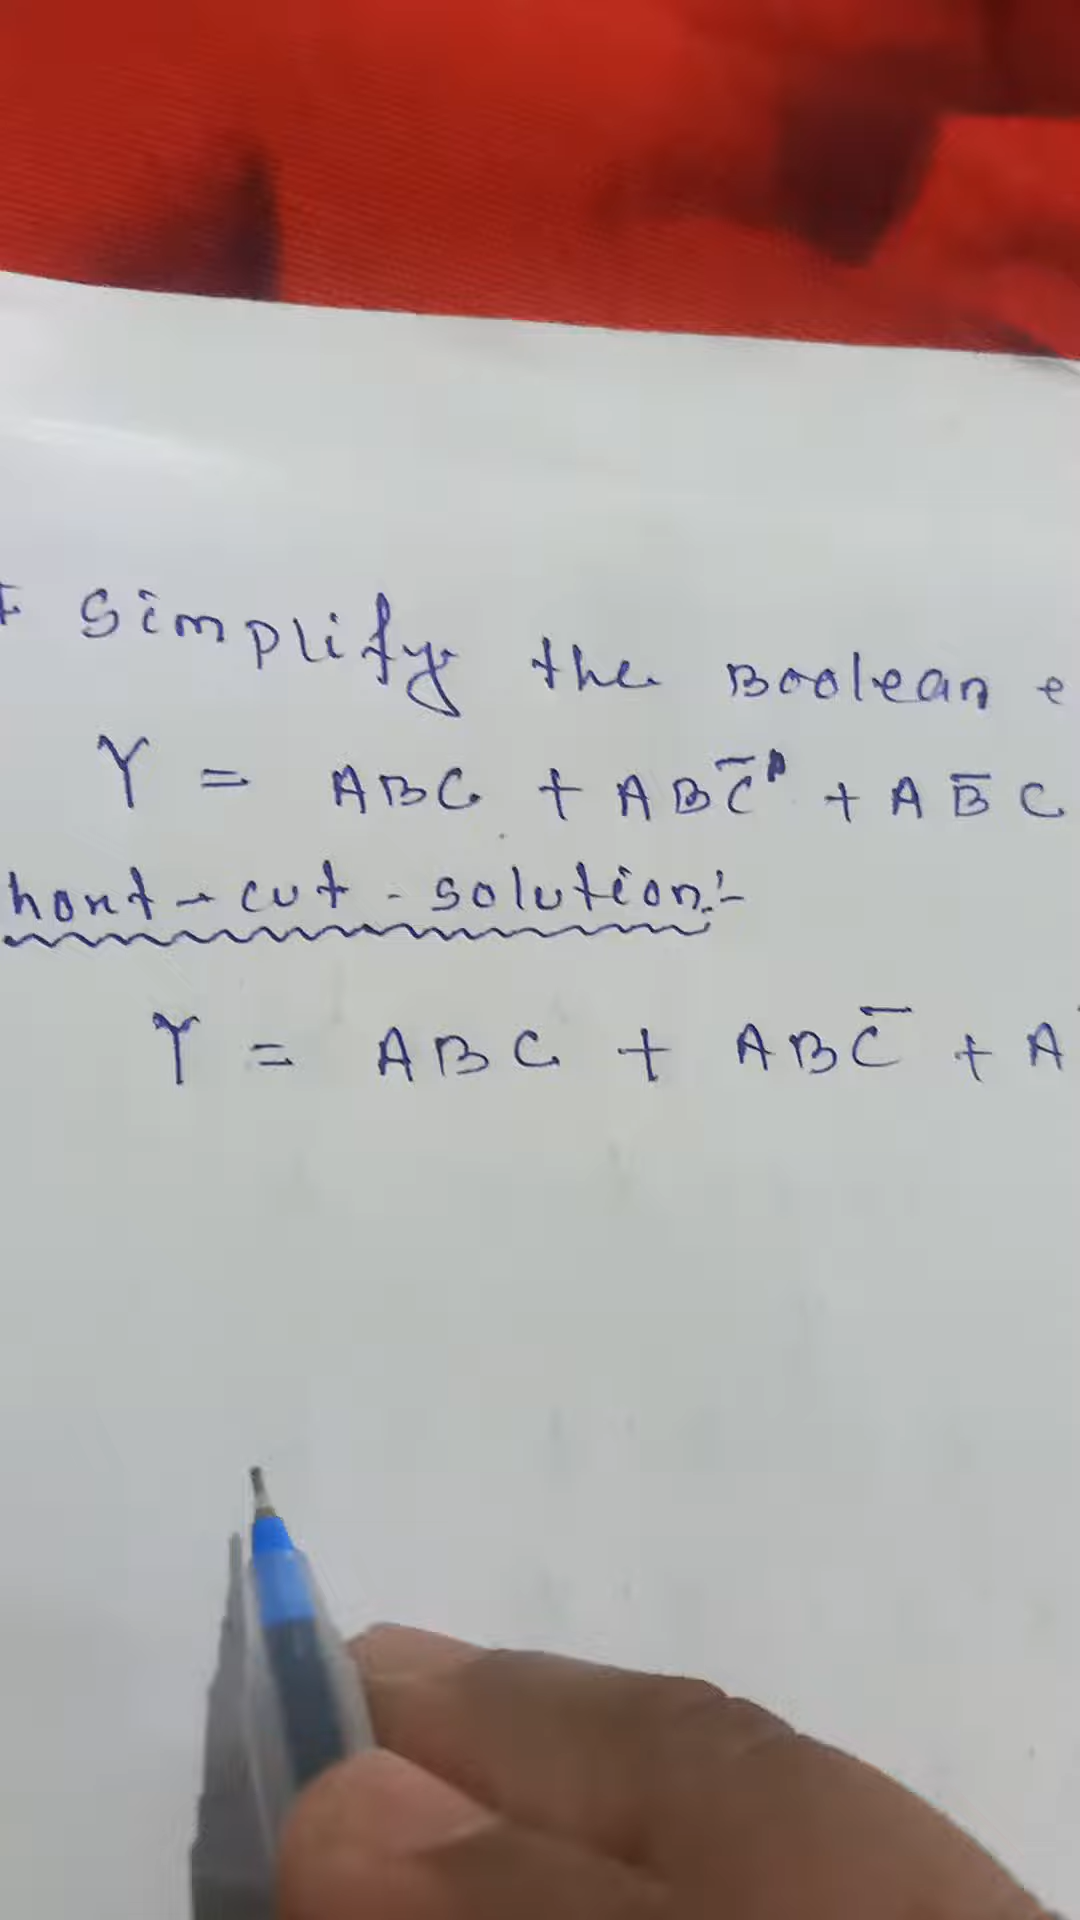 Simplify the Boolean e
Y = ABC + ABC̅ + AB̅C
hort-cut-solution:-
Y = ABC + ABC̅ + A